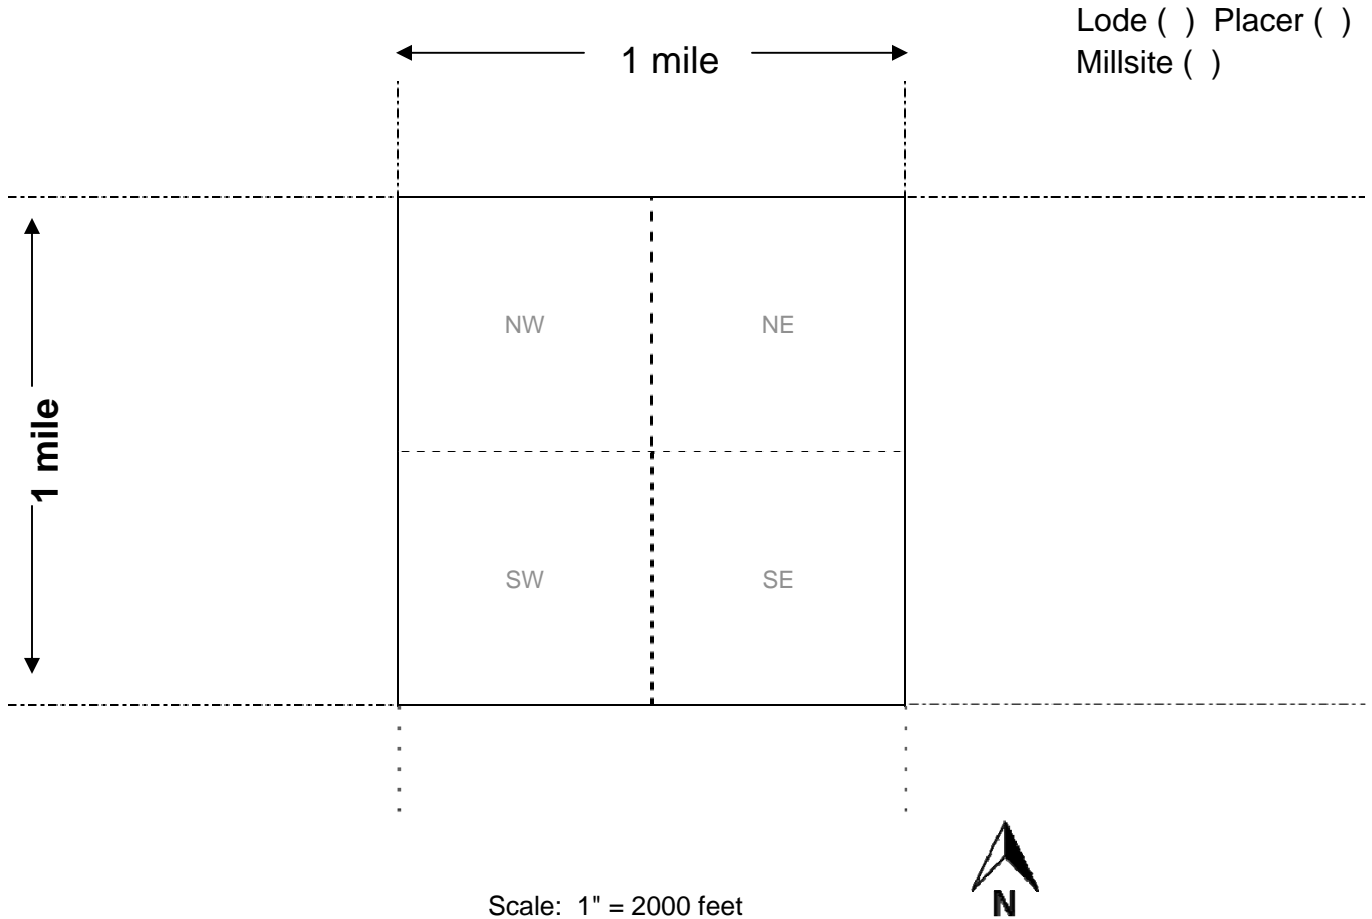 Lode ( ) Placer ( )
Millsite ( )
1 mile
NW NE
1 mile
SW SE
Scale: 1" = 2000 feet
N